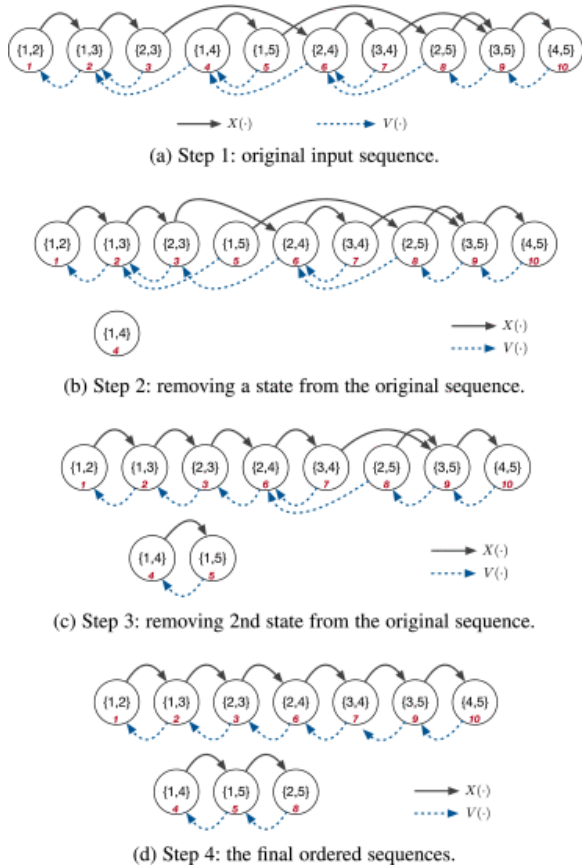 {1,2} {1,3} {2,3} {1,4} {1,5} {2,4} {3,4} {2,5} {3,5} {4,5}
1 2 3 4 5 6 7 8 9 10
X(·) V(·)
(a) Step 1: original input sequence.
{1,2} {1,3} {2,3} {1,5} {2,4} {3,4} {2,5} {3,5} {4,5}
1 2 3 5 6 7 8 9 10
{1,4}
4
X(·)
V(·)
(b) Step 2: removing a state from the original sequence.
{1,2} {1,3} {2,3} {2,4} {3,4} {2,5} {3,5} {4,5}
1 2 3 6 7 8 9 10
{1,4} {1,5}
4 5
X(·)
V(·)
(c) Step 3: removing 2nd state from the original sequence.
{1,2} {1,3} {2,3} {2,4} {3,4} {3,5} {4,5}
1 2 3 6 7 9 10
{1,4} {1,5} {2,5}
4 5 8
X(·)
V(·)
(d) Step 4: the final ordered sequences.